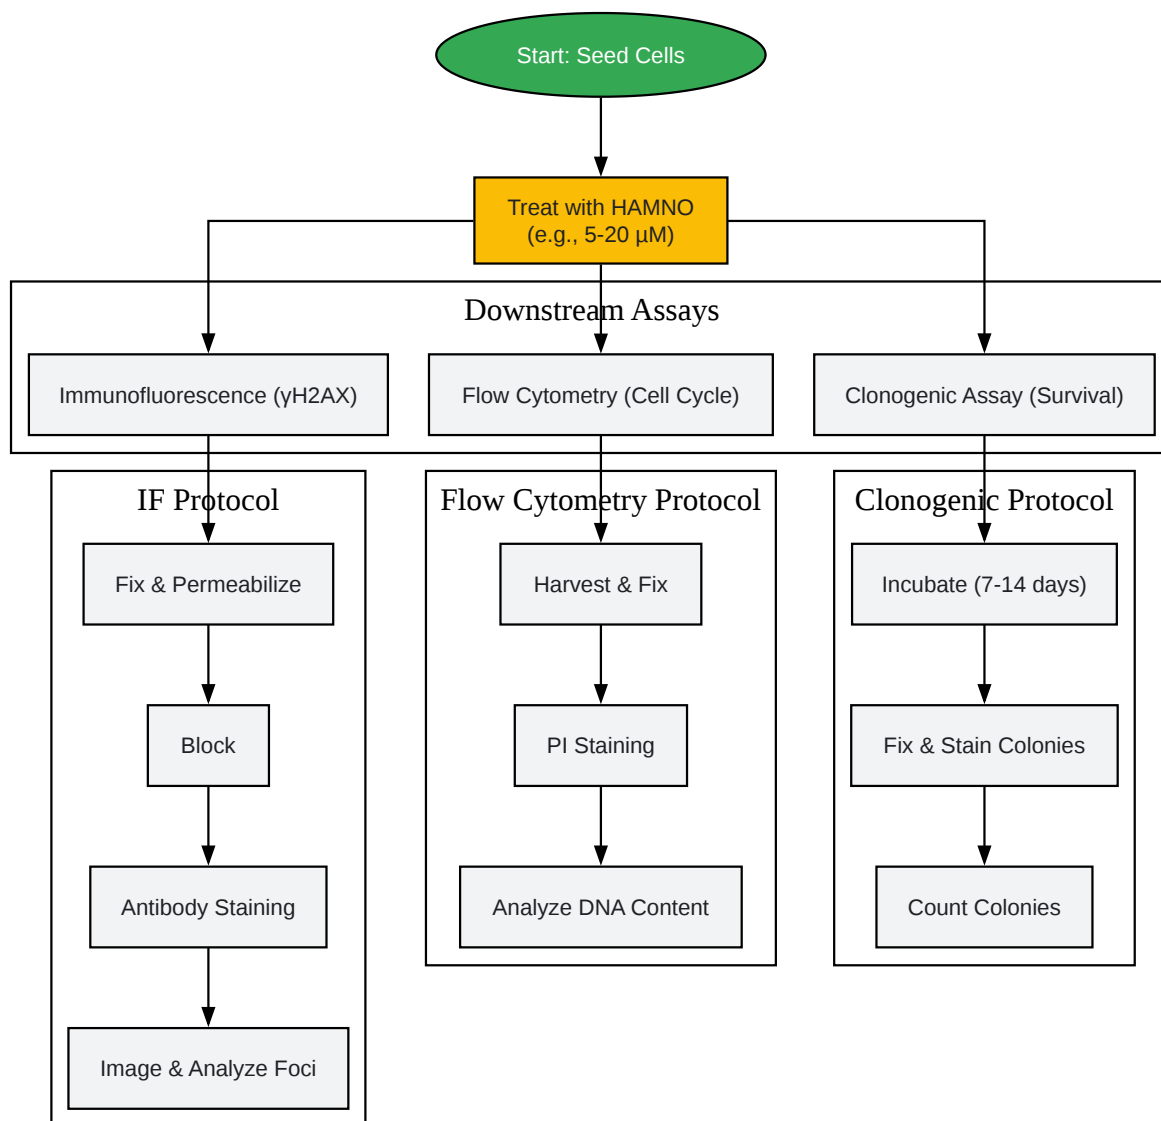 Start: Seed Cells
Treat with HAMNO
(e.g., 5-20 µM)
Downstream Assays
Immunofluorescence (γH2AX)
Flow Cytometry (Cell Cycle)
Clonogenic Assay (Survival)
IF Protocol
Fix & Permeabilize
Block
Antibody Staining
Image & Analyze Foci
Flow Cytometry Protocol
Harvest & Fix
PI Staining
Analyze DNA Content
Clonogenic Protocol
Incubate (7-14 days)
Fix & Stain Colonies
Count Colonies